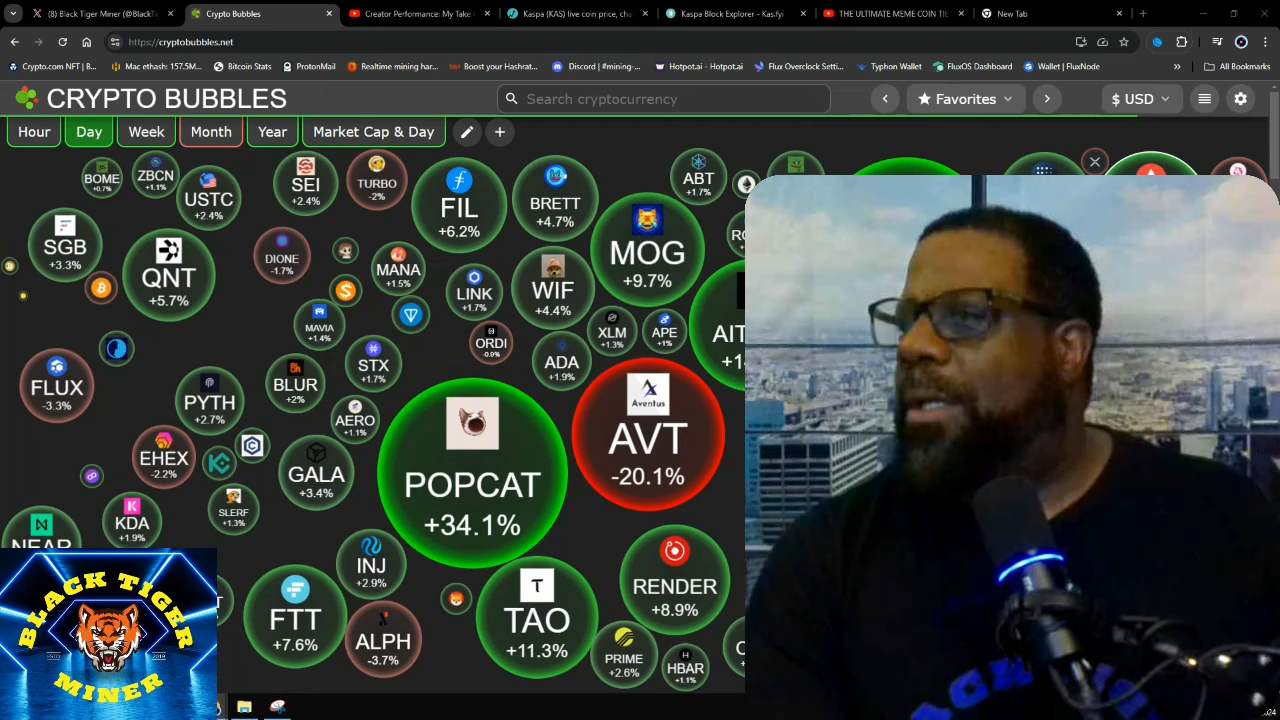 (8) Black Tiger Miner (@BlackTi
Crypto Bubbles
Creator Performance: My Take
Kaspa (KAS) live coin price, cha
Kaspa Block Explorer - Kas.fyi
THE ULTIMATE MEME COIN TIE
New Tab
https://cryptobubbles.net
Crypto.com NFT | B...
Mac ethash: 157.5M...
Bitcoin Stats
ProtonMail
Realtime mining har...
Boost your Hashrat...
Discord | #mining-...
Hotpot.ai - Hotpot.ai
Flux Overclock Setti...
Typhon Wallet
FluxOS Dashboard
Wallet | FluxNode
All Bookmarks
CRYPTO BUBBLES
Search cryptocurrency
Favorites
$ USD
Hour
Day
Week
Month
Year
Market Cap & Day
BOME
+0.7%
ZBCN
+1.1%
USTC
+2.4%
SEI
+2.4%
TURBO
-2%
FIL
+6.2%
BRETT
+4.7%
ABT
+1.7%
SGB
+3.3%
QNT
+5.7%
DIONE
-1.7%
MANA
+1.5%
LINK
+1.7%
WIF
+4.4%
MOG
+9.7%
MAVIA
+1.4%
ORDI
-0.9%
XLM
+1.3%
APE
+1%
FLUX
-3.3%
PYTH
+2.7%
BLUR
+2%
STX
+1.7%
ADA
+1.9%
AERO
+1.1%
EHEX
-2.2%
GALA
+3.4%
POPCAT
+34.1%
Aventus
AVT
-20.1%
KDA
+1.9%
SLERF
+1.3%
NEAR
INJ
+2.9%
FTT
+7.6%
ALPH
-3.7%
TAO
+11.3%
RENDER
+8.9%
PRIME
+2.6%
HBAR
+1.1%
BLACK TIGER
ESTD 2019
MINER